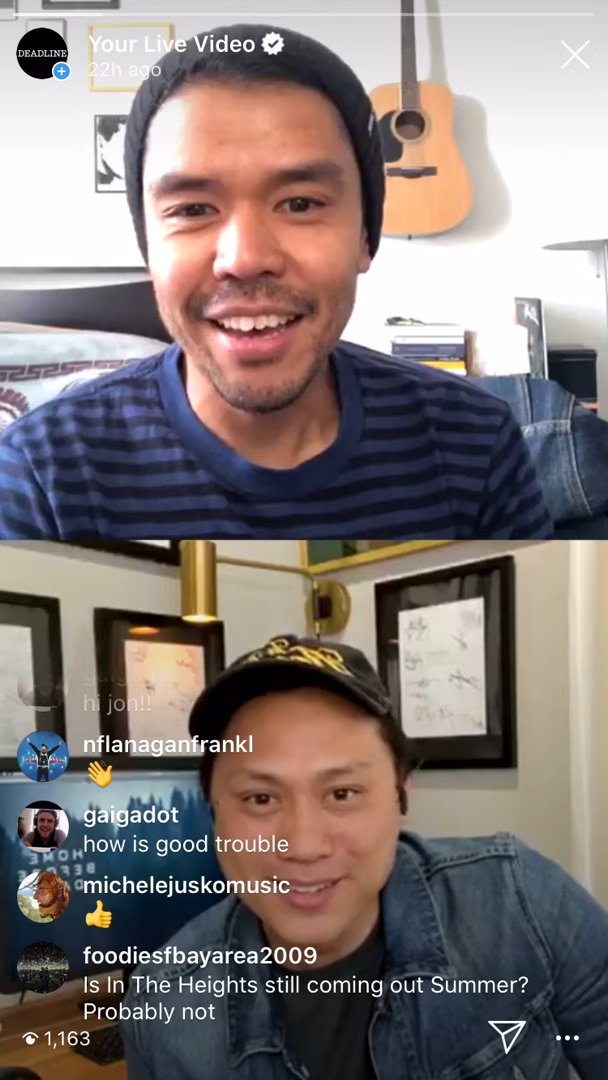 DEADLINE
Your Live Video
22h ago
hi jon!!
nflanaganfrankl
👋
gaigadot
how is good trouble
michelejuskomusic
👍
foodiesfbayarea2009
Is In The Heights still coming out Summer?
Probably not
1,163